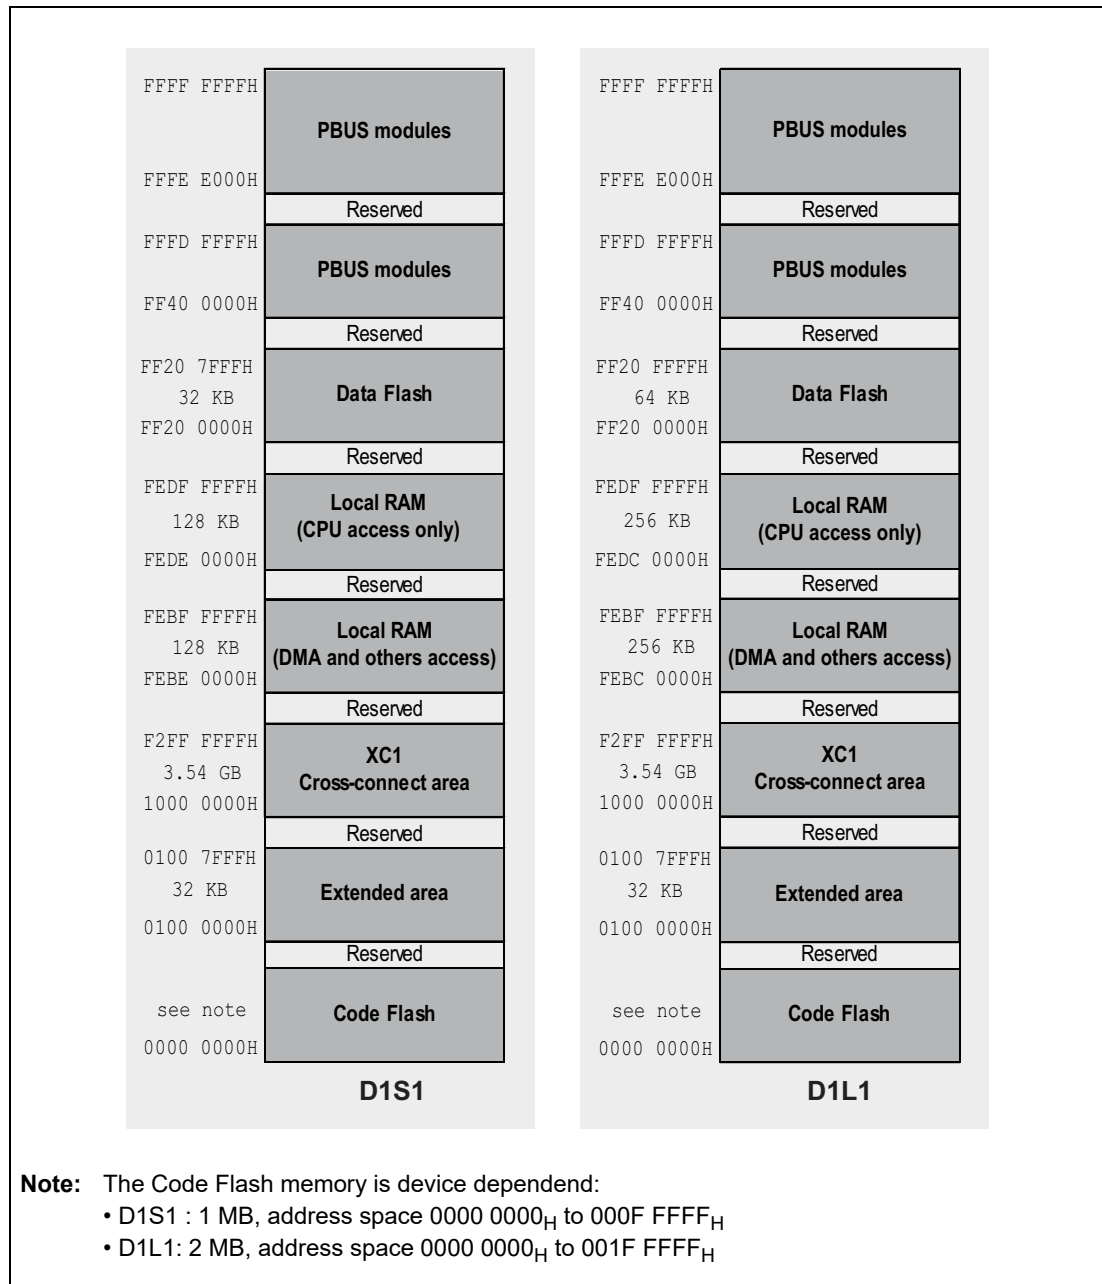 FFFF FFFFH
PBUS modules
FFFE E000H
Reserved
FFFD FFFFH
PBUS modules
FF40 0000H
Reserved
FF20 7FFFH
32 KB
Data Flash
FF20 0000H
Reserved
FEDF FFFFH
Local RAM
128 KB
(CPU access only)
FEDE 0000H
Reserved
FEBF FFFFH
Local RAM
128 KB
(DMA and others access)
FEBE 0000H
Reserved
F2FF FFFFH
XC1
3.54 GB
Cross-connect area
1000 0000H
Reserved
0100 7FFFH
32 KB
Extended area
0100 0000H
Reserved
see note
Code Flash
0000 0000H
D1S1
FFFF FFFFH
PBUS modules
FFFE E000H
Reserved
FFFD FFFFH
PBUS modules
FF40 0000H
Reserved
FF20 FFFFH
64 KB
Data Flash
FF20 0000H
Reserved
FEDF FFFFH
Local RAM
256 KB
(CPU access only)
FEDC 0000H
Reserved
FEBF FFFFH
Local RAM
256 KB
(DMA and others access)
FEBC 0000H
Reserved
F2FF FFFFH
XC1
3.54 GB
Cross-connect area
1000 0000H
Reserved
0100 7FFFH
32 KB
Extended area
0100 0000H
Reserved
see note
Code Flash
0000 0000H
D1L1
Note: The Code Flash memory is device dependend:
• D1S1 : 1 MB, address space 0000 0000H to 000F FFFFH
• D1L1: 2 MB, address space 0000 0000H to 001F FFFFH